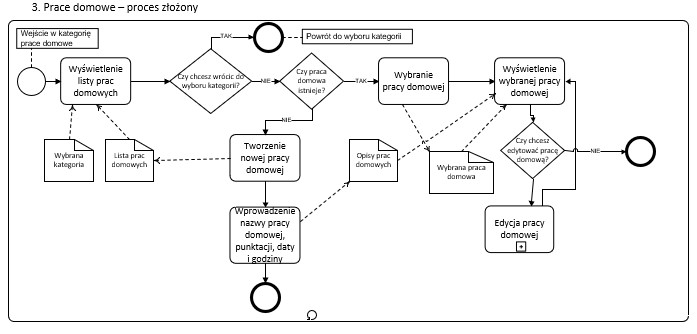 3. Prace domowe – proces złożony
Wejście w kategorię
prace domowe
TAK
Powrót do wyboru kategorii
Wyświetlenie
listy prac
domowych
Czy chcesz wrócic do
wyboru kategorii?
NIE
Czy praca
domowa
istnieje?
TAK
Wybranie
pracy domowej
Wyświetlenie
wybranej pracy
domowej
NIE
Czy chcesz
edytować pracę
domową?
NIE
Wybrana
kategoria
Lista prac
domowych
Tworzenie
nowej pracy
domowej
Opisy prac
domowych
Wybrana praca
domowa
Wprowadzenie
nazwy pracy
domowej,
punktacji, daty
i godziny
Edycja pracy
domowej